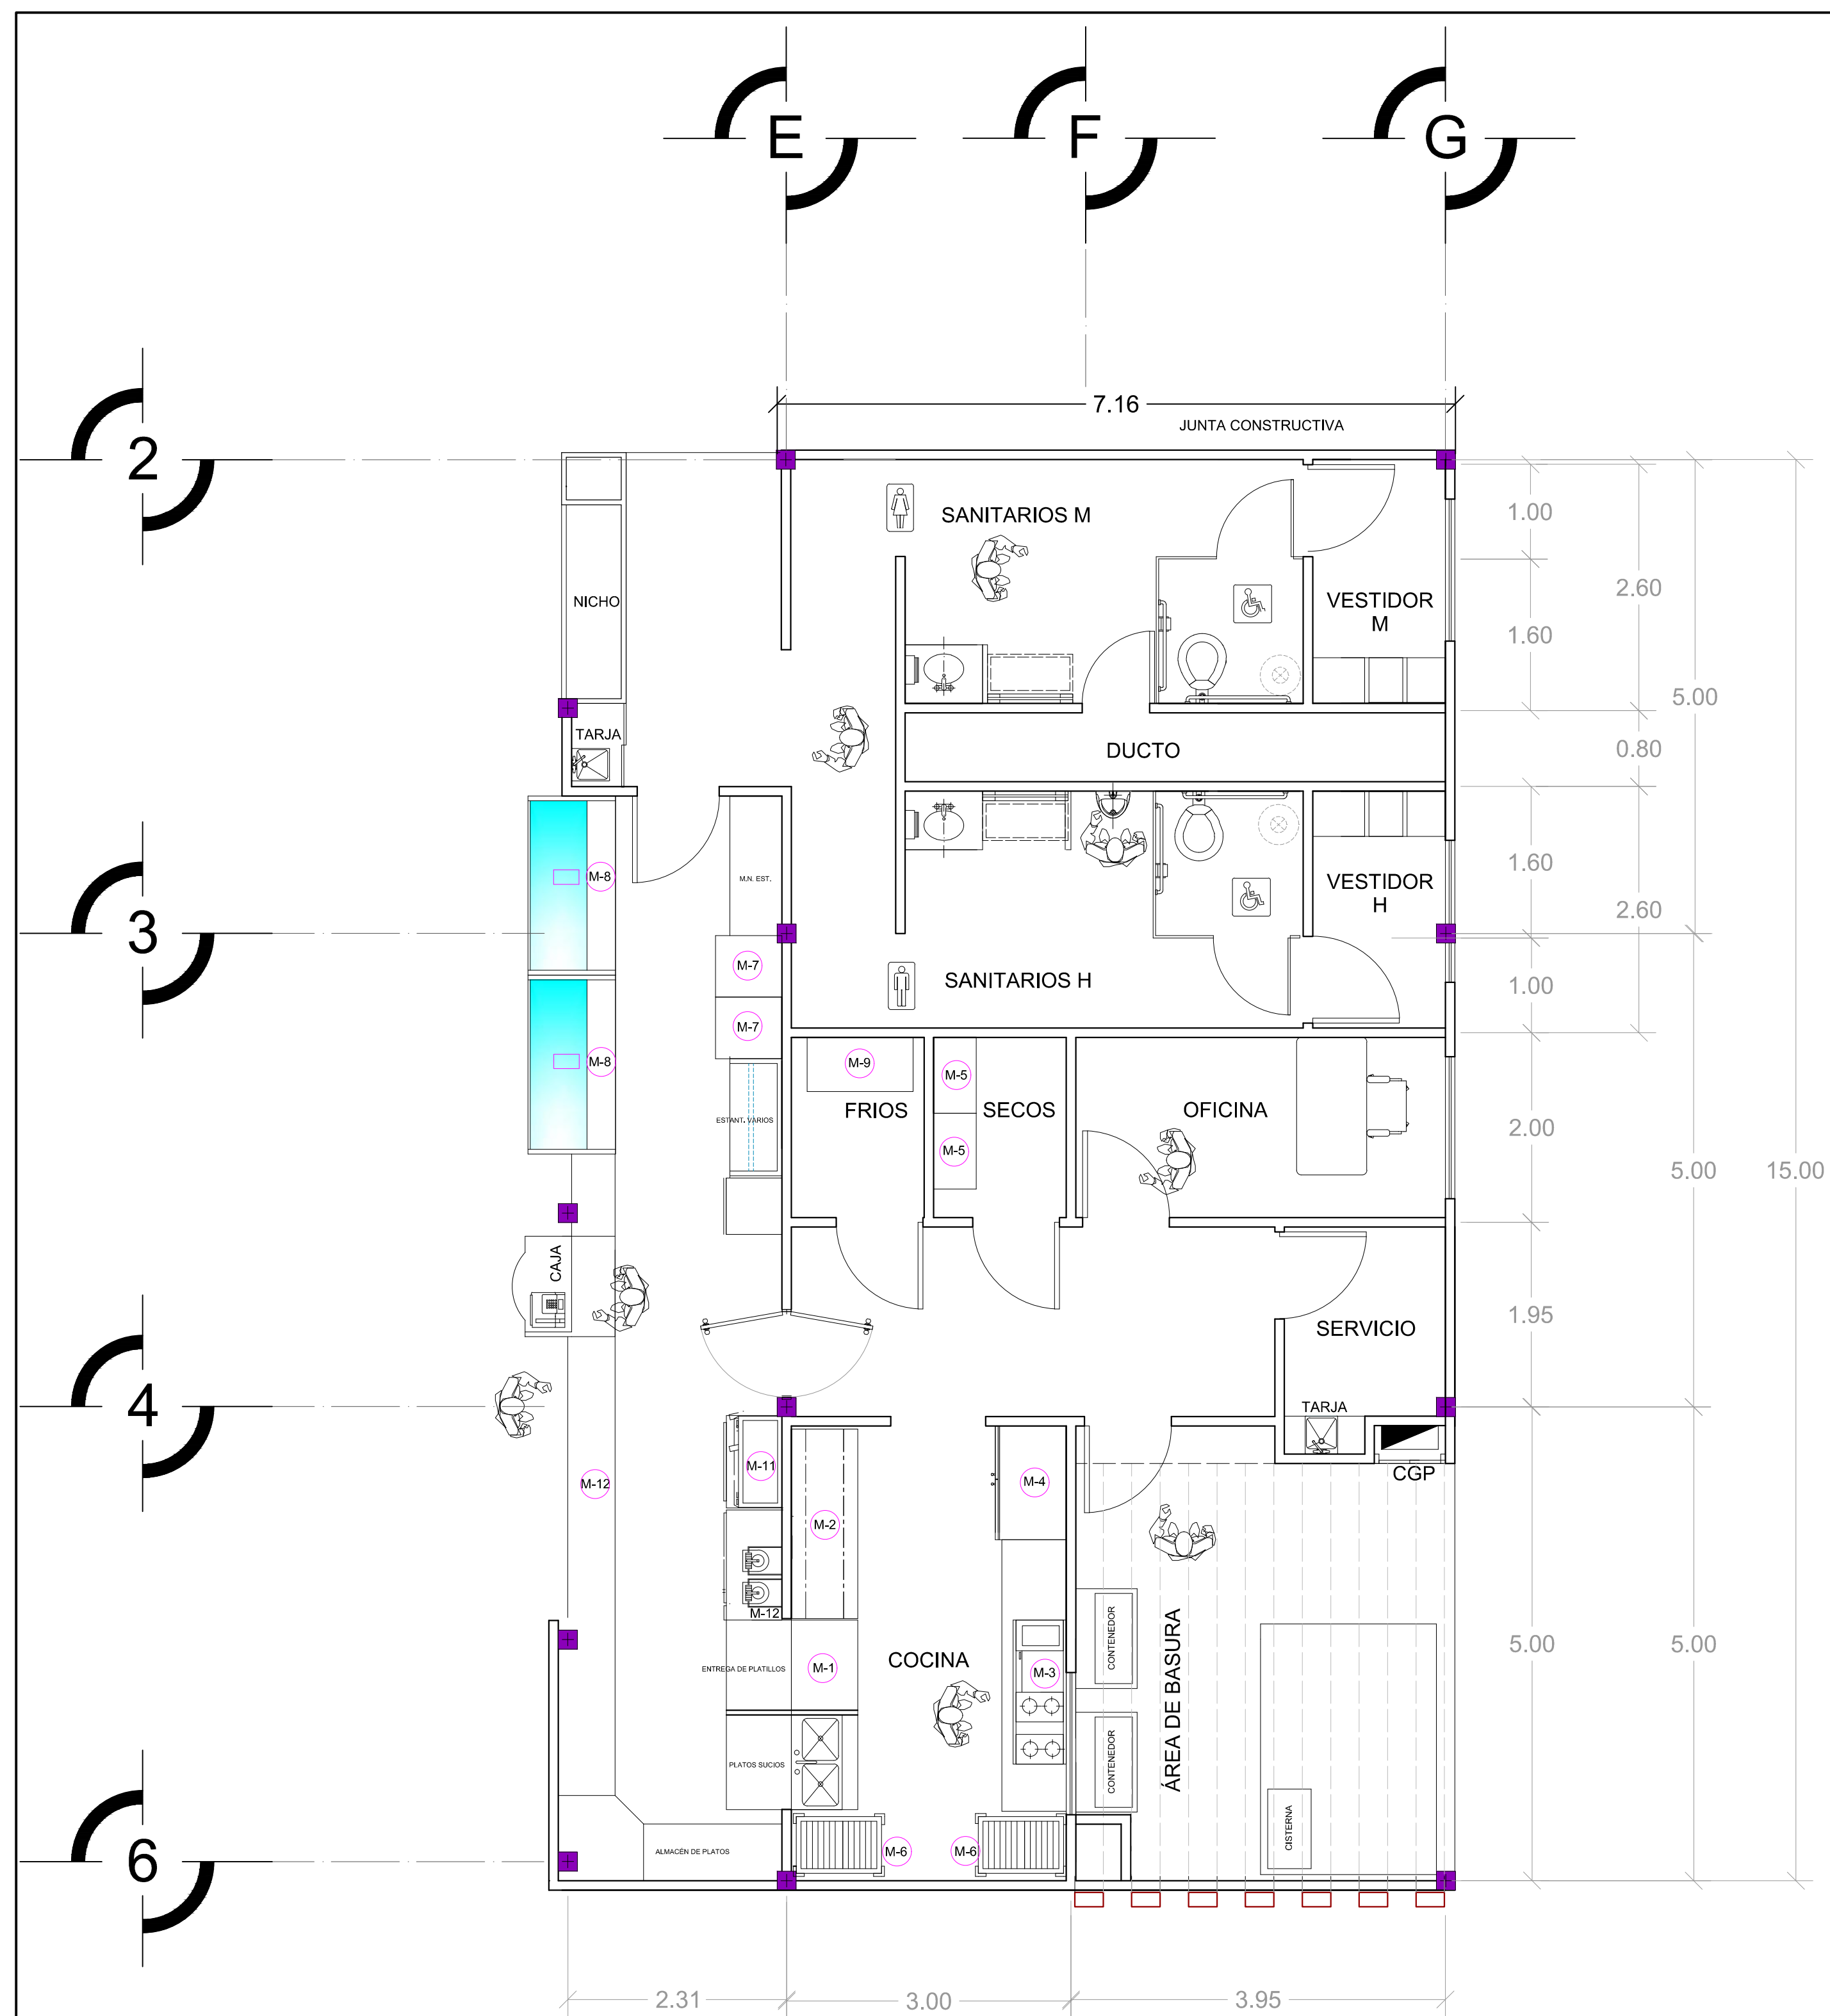 E
F
G
7.16
JUNTA CONSTRUCTIVA
2
SANITARIOS M
1.00
2.60
NICHO
VESTIDOR
M
1.60
5.00
TARJA
DUCTO
0.80
M-8
M.N. EST.
1.60
VESTIDOR
H
2.60
3
M-7
SANITARIOS H
1.00
M-7
M-8
M-9
M-5
FRIOS
SECOS
OFICINA
ESTANT. VARIOS
2.00
M-5
5.00
15.00
CAJA
1.95
SERVICIO
4
TARJA
M-11
M-4
CGP
M-12
M-2
M-12
CONTENEDOR
ÁREA DE BASURA
5.00
5.00
ENTREGA DE PLATILLOS
M-1
COCINA
M-3
PLATOS SUCIOS
CONTENEDOR
CISTERNA
6
ALMACÉN DE PLATOS
M-6
M-6
2.31
3.00
3.95